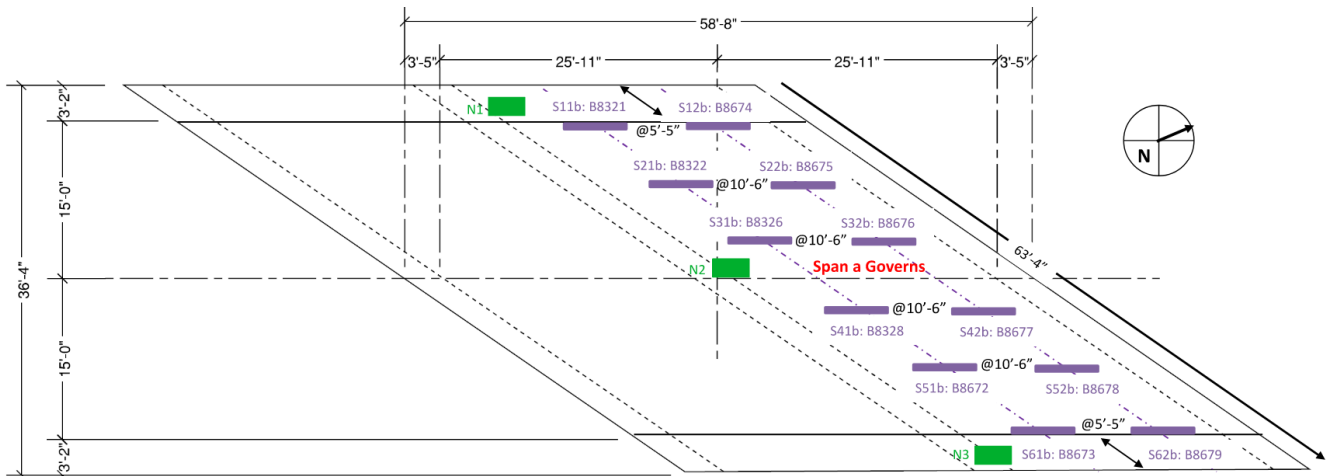 58'-8"
3'-5"
25'-11"
25'-11"
3'-5"
3'-2"
N1
S11b: B8321
S12b: B8674
@5'-5”
15'-0"
S21b: B8322
S22b: B8675
@10'-6”
N
S31b: B8326
S32b: B8676
@10'-6”
36'-4"
N2
Span a Governs
63'-4"
@10'-6”
S41b: B8328
S42b: B8677
15'-0"
@10'-6”
S51b: B8672
S52b: B8678
@5'-5”
3'-2"
N3
S61b: B8673
S62b: B8679